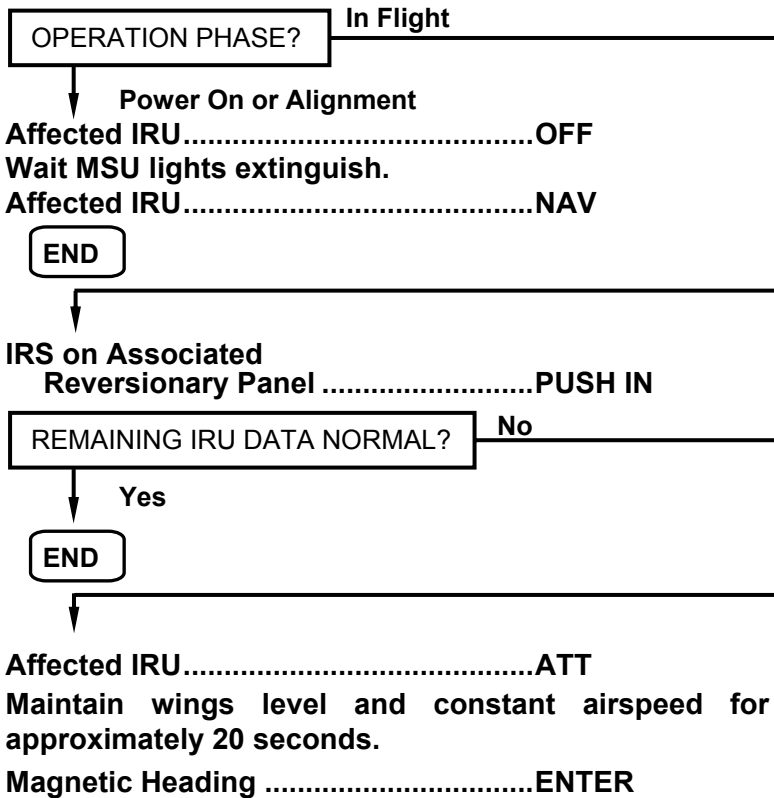 In Flight
OPERATION PHASE?
Power On or Alignment
Affected IRU...........................................OFF
Wait MSU lights extinguish.
Affected IRU...........................................NAV
END
IRS on Associated
Reversionary Panel ..........................PUSH IN
REMAINING IRU DATA NORMAL?
No
Yes
END
Affected IRU...........................................ATT
Maintain wings level and constant airspeed for
approximately 20 seconds.
Magnetic Heading .................................ENTER